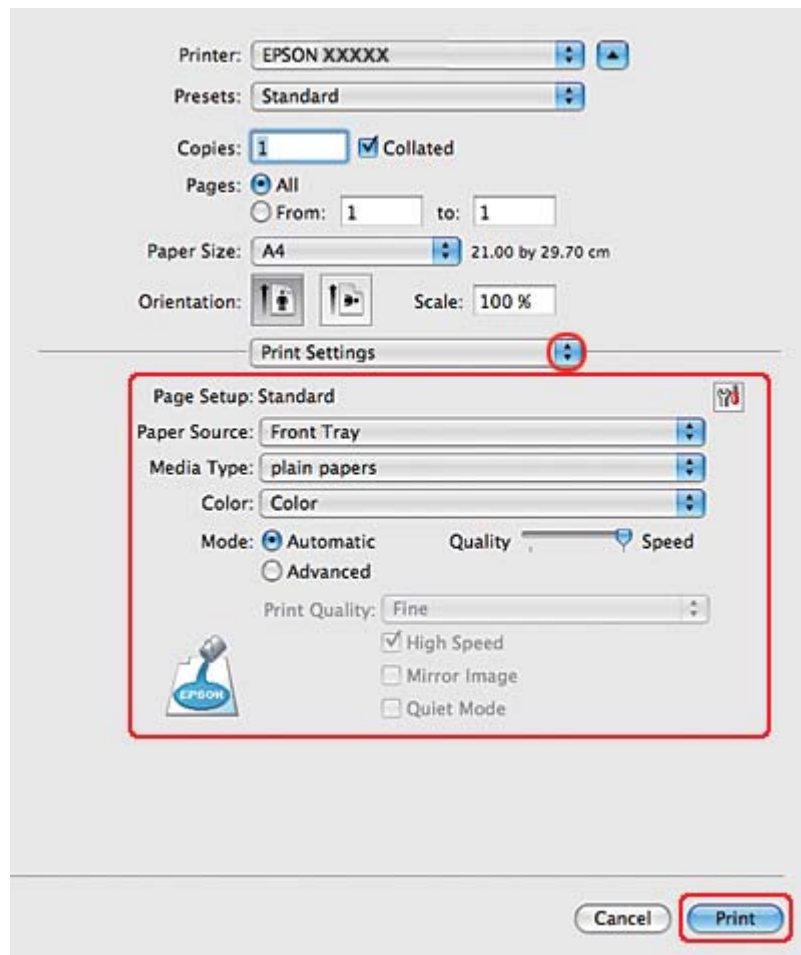 Printer: EPSON XXXXX
Presets: Standard
Copies: 1 Collated
Pages: All
From: 1 to: 1
Paper Size: A4 21.00 by 29.70 cm
Orientation: Scale: 100 %
Print Settings
Page Setup: Standard
Paper Source: Front Tray
Media Type: plain papers
Color: Color
Mode: Automatic Quality Speed
Advanced
Print Quality: Fine
High Speed
Mirror Image
EPSON Quiet Mode
Cancel Print